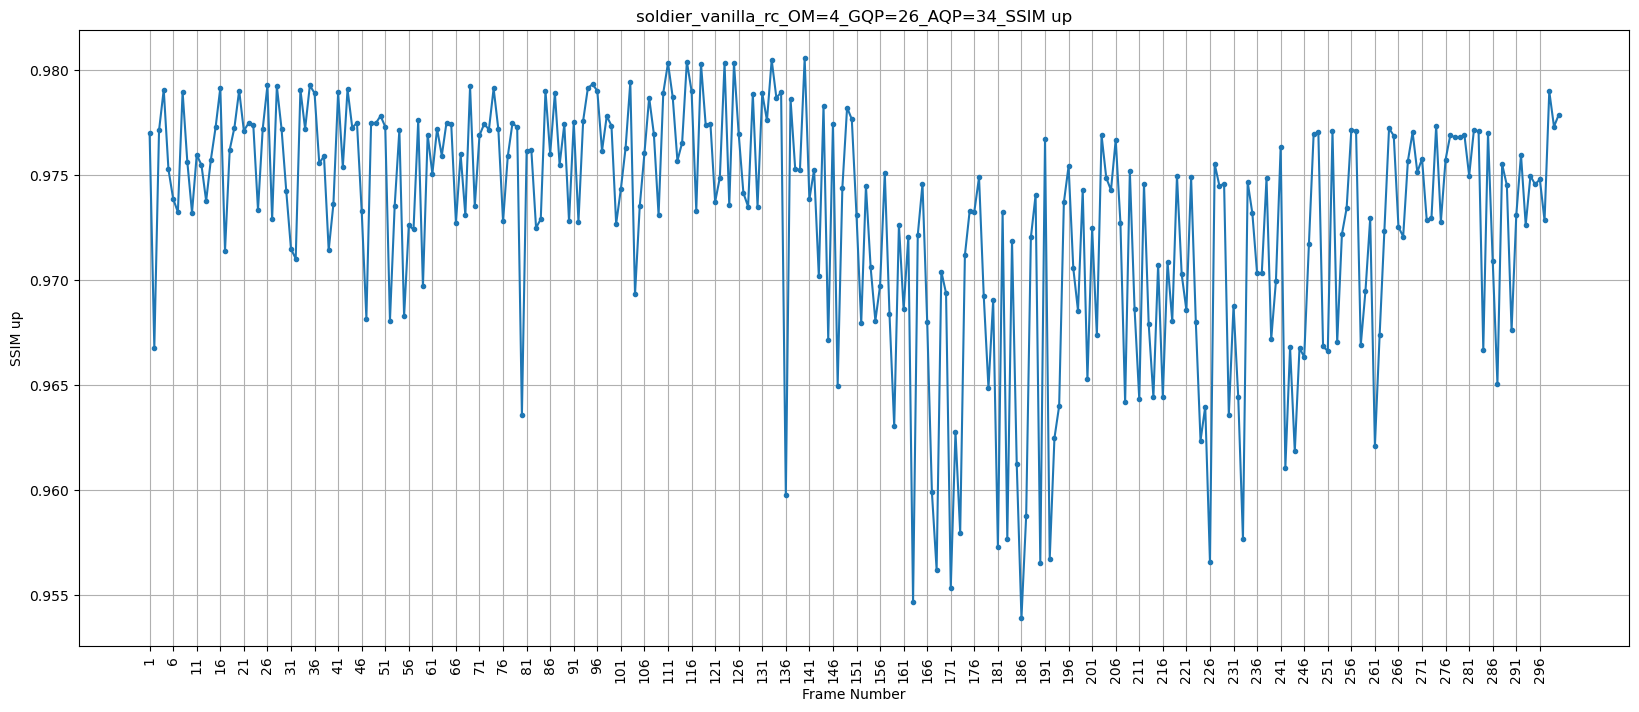 soldier_vanilla_rc_OM=4_GQP=26_AQP=34_SSIM up
SSIM up
0.980
0.975
0.970
0.965
0.960
0.955
1 6 11 16 21 26 31 36 41 46 51 56 61 66 71 76 81 86 91 96 101 106 111 116 121 126 131 136 141 146 151 156 161 166 171 176 181 186 191 196 201 206 211 216 221 226 231 236 241 246 251 256 261 266 271 276 281 286 291 296
Frame Number